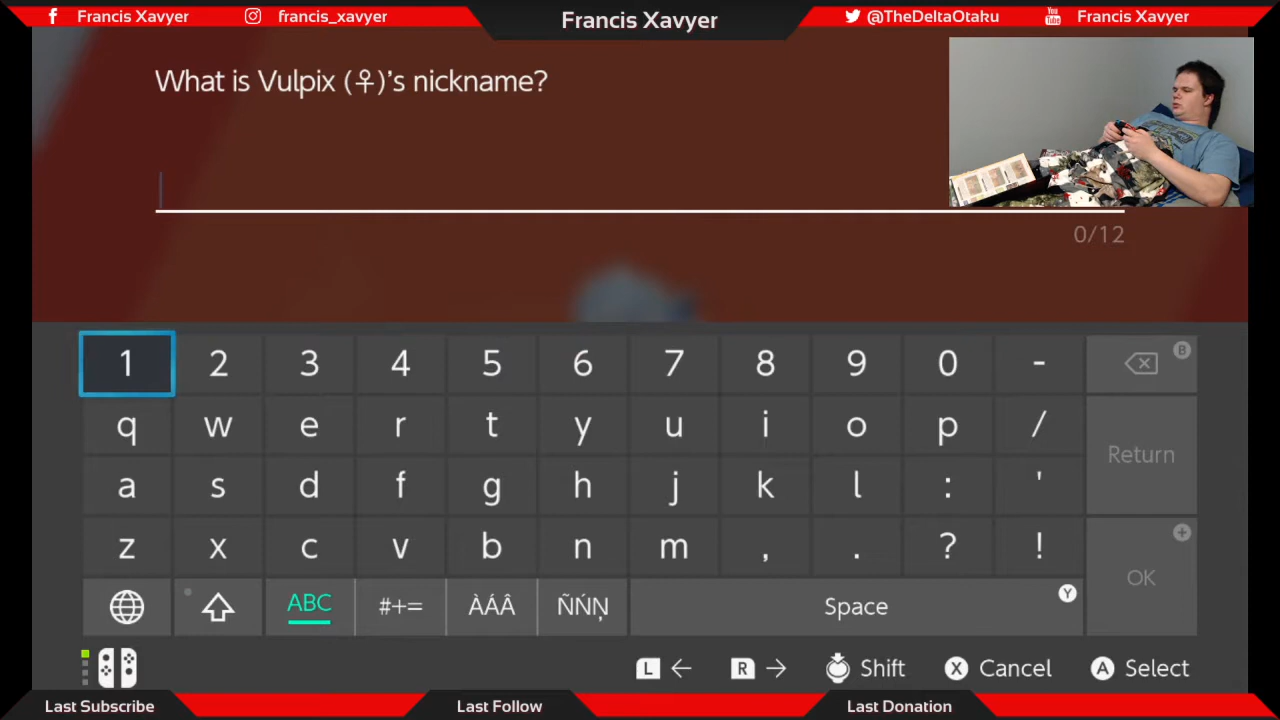 Francis Xavyer
francis_xavyer
Francis Xavyer
@TheDeltaOtaku
You Tube
Francis Xavyer
What is Vulpix (♀)'s nickname?
0/12
1 2 3 4 5 6 7 8 9 0 - B
q w e r t y u i o p / Return
a s d f g h j k l : '
z x c v b n m , . ? ! + OK
ABC #+= ÀÁÂ ÑŃŅ Space Y
L ← R → Shift X Cancel A Select
Last Subscribe
Last Follow
Last Donation